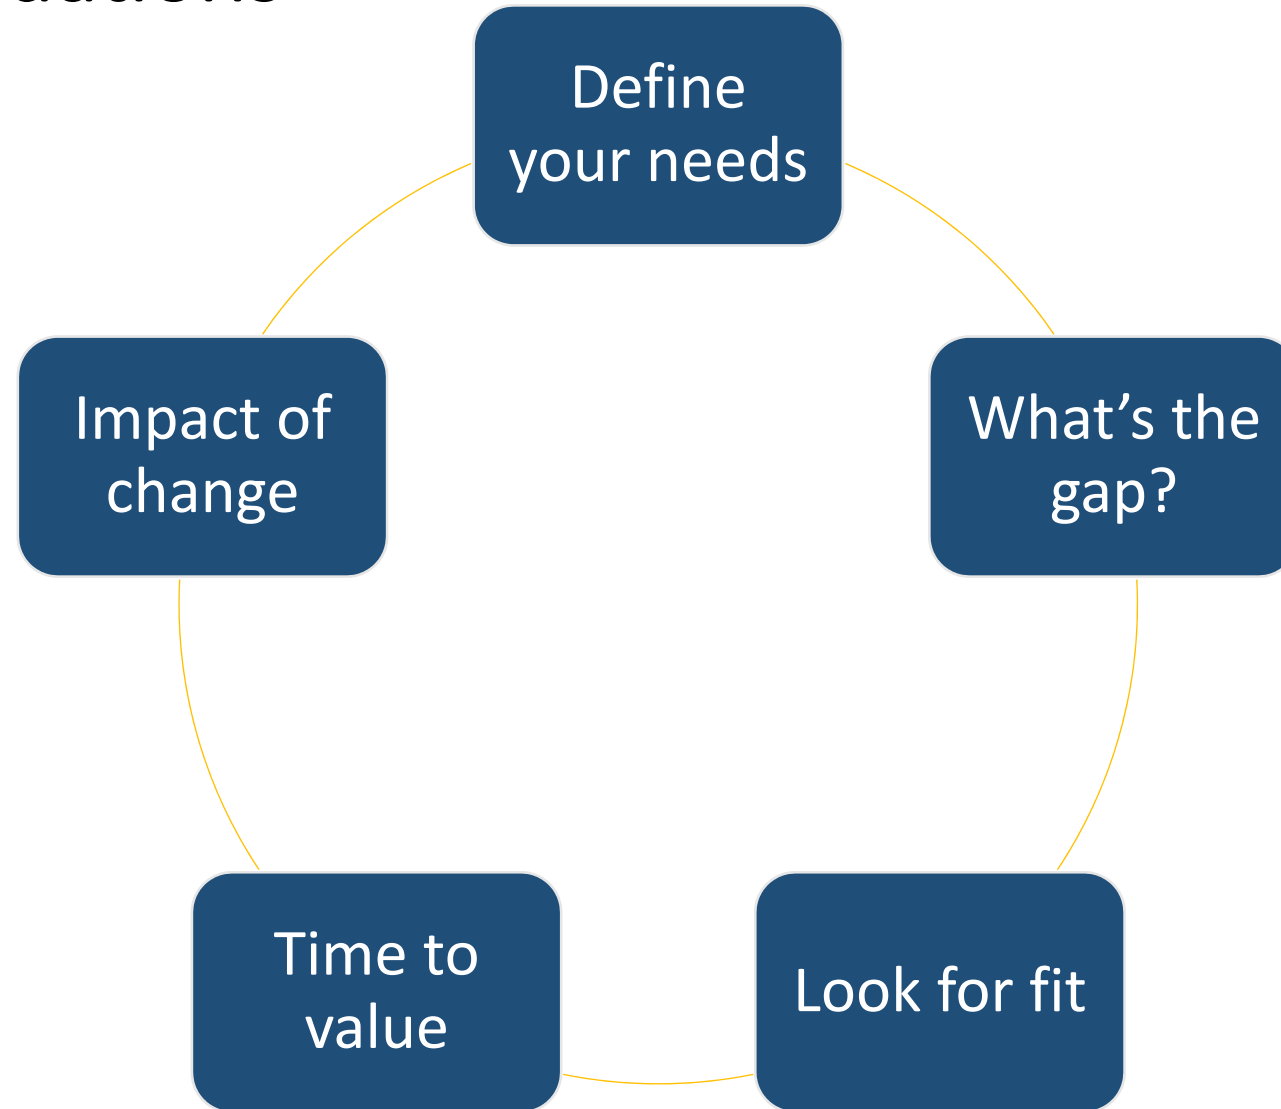 Define
your needs
What’s the
gap?
Look for fit
Time to
value
Impact of
change